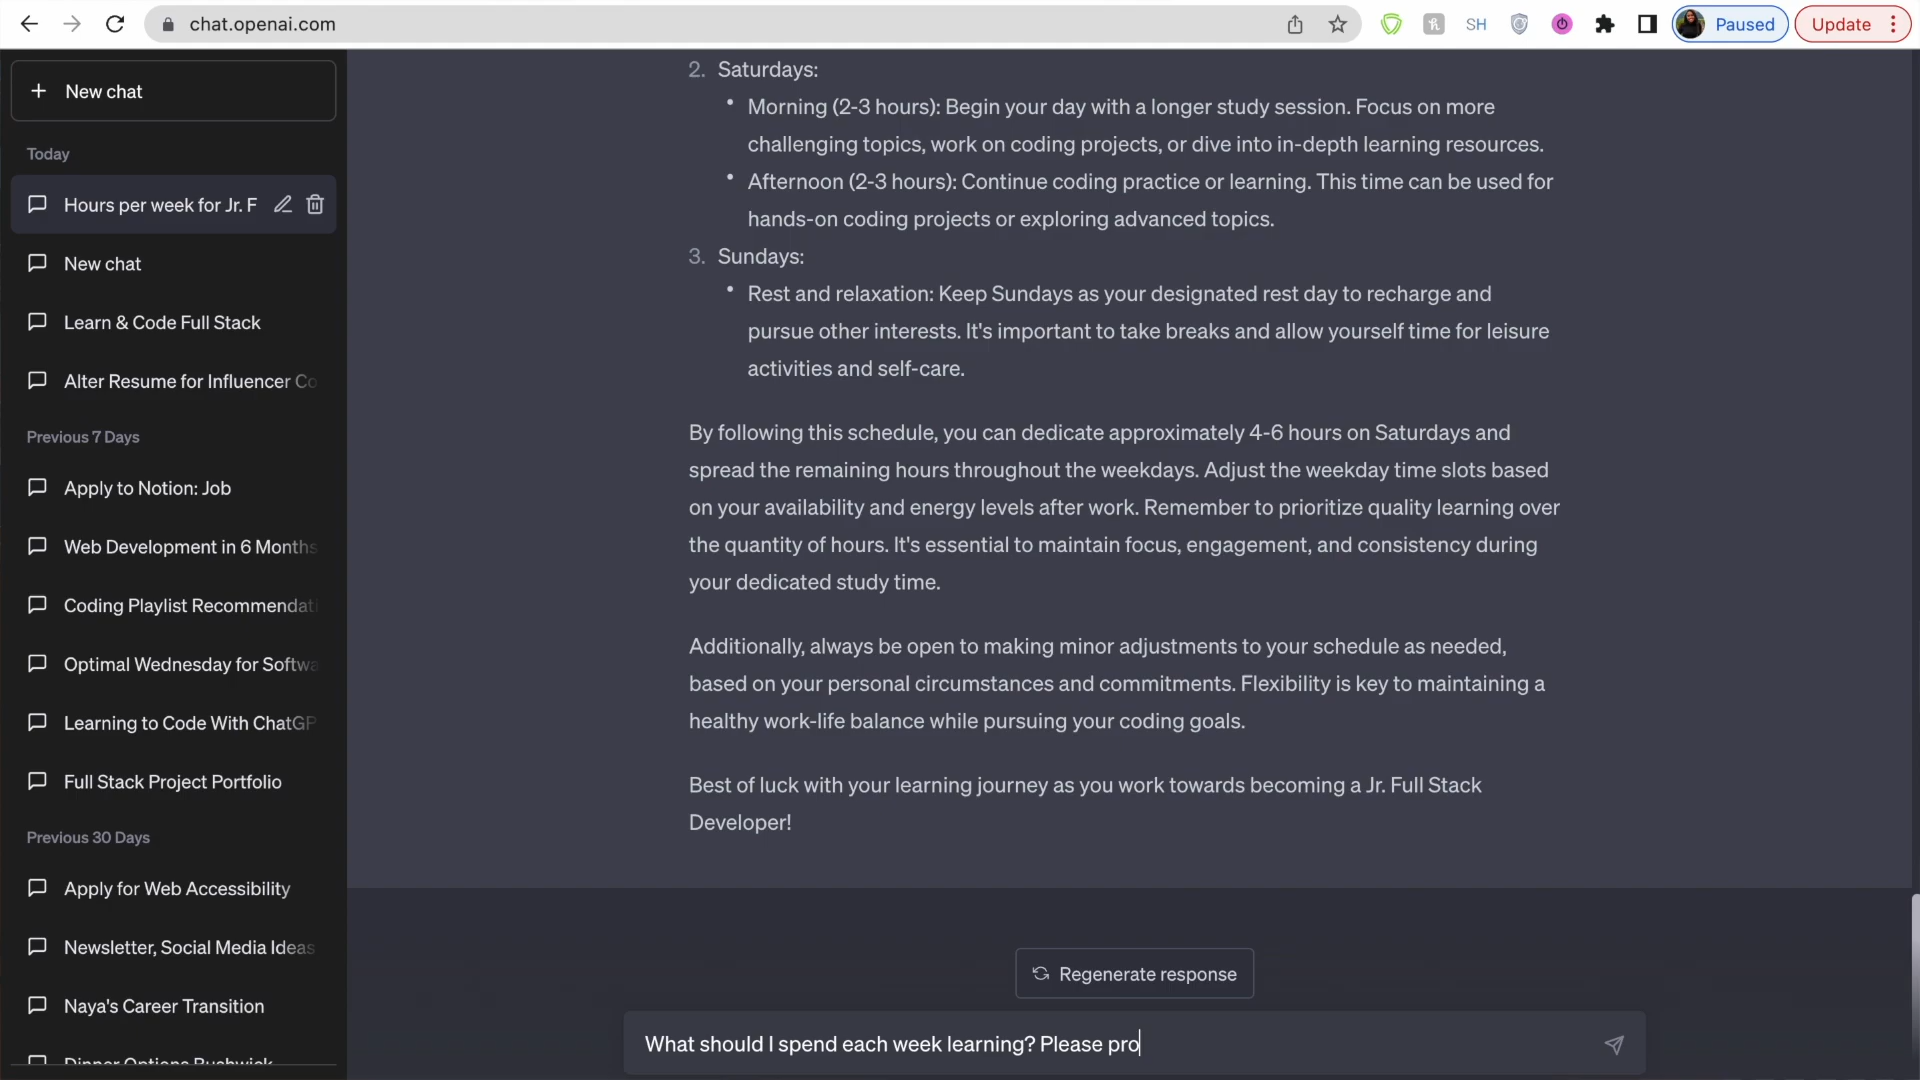 chat.openai.com
SH
Paused
Update
New chat
Today
Hours per week for Jr. F
New chat
Learn & Code Full Stack
Alter Resume for Influencer Co
Previous 7 Days
Apply to Notion: Job
Web Development in 6 Months
Coding Playlist Recommendati
Optimal Wednesday for Softwa
Learning to Code With ChatGP
Full Stack Project Portfolio
Previous 30 Days
Apply for Web Accessibility
Newsletter, Social Media Ideas
Naya's Career Transition
Dinner Options Bushwick
2. Saturdays:
• Morning (2-3 hours): Begin your day with a longer study session. Focus on more
challenging topics, work on coding projects, or dive into in-depth learning resources.
• Afternoon (2-3 hours): Continue coding practice or learning. This time can be used for
hands-on coding projects or exploring advanced topics.
3. Sundays:
• Rest and relaxation: Keep Sundays as your designated rest day to recharge and
pursue other interests. It's important to take breaks and allow yourself time for leisure
activities and self-care.
By following this schedule, you can dedicate approximately 4-6 hours on Saturdays and
spread the remaining hours throughout the weekdays. Adjust the weekday time slots based
on your availability and energy levels after work. Remember to prioritize quality learning over
the quantity of hours. It's essential to maintain focus, engagement, and consistency during
your dedicated study time.
Additionally, always be open to making minor adjustments to your schedule as needed,
based on your personal circumstances and commitments. Flexibility is key to maintaining a
healthy work-life balance while pursuing your coding goals.
Best of luck with your learning journey as you work towards becoming a Jr. Full Stack
Developer!
Regenerate response
What should I spend each week learning? Please pro